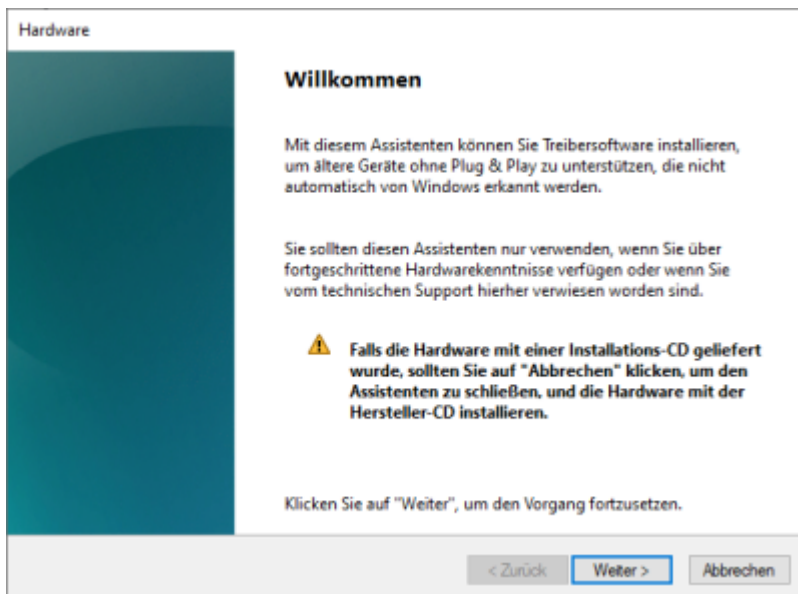 Hardware
Willkommen
Mit diesem Assistenten können Sie Treibersoftware installieren,
um ältere Geräte ohne Plug & Play zu unterstützen, die nicht
automatisch von Windows erkannt werden.
Sie sollten diesen Assistenten nur verwenden, wenn Sie über
fortgeschrittene Hardwarekenntnisse verfügen oder wenn Sie
vom technischen Support hierher verwiesen worden sind.
Falls die Hardware mit einer Installations-CD geliefert
wurde, sollten Sie auf "Abbrechen" klicken, um den
Assistenten zu schließen, und die Hardware mit der
Hersteller-CD installieren.
Klicken Sie auf "Weiter", um den Vorgang fortzusetzen.
< Zurück Weiter > Abbrechen